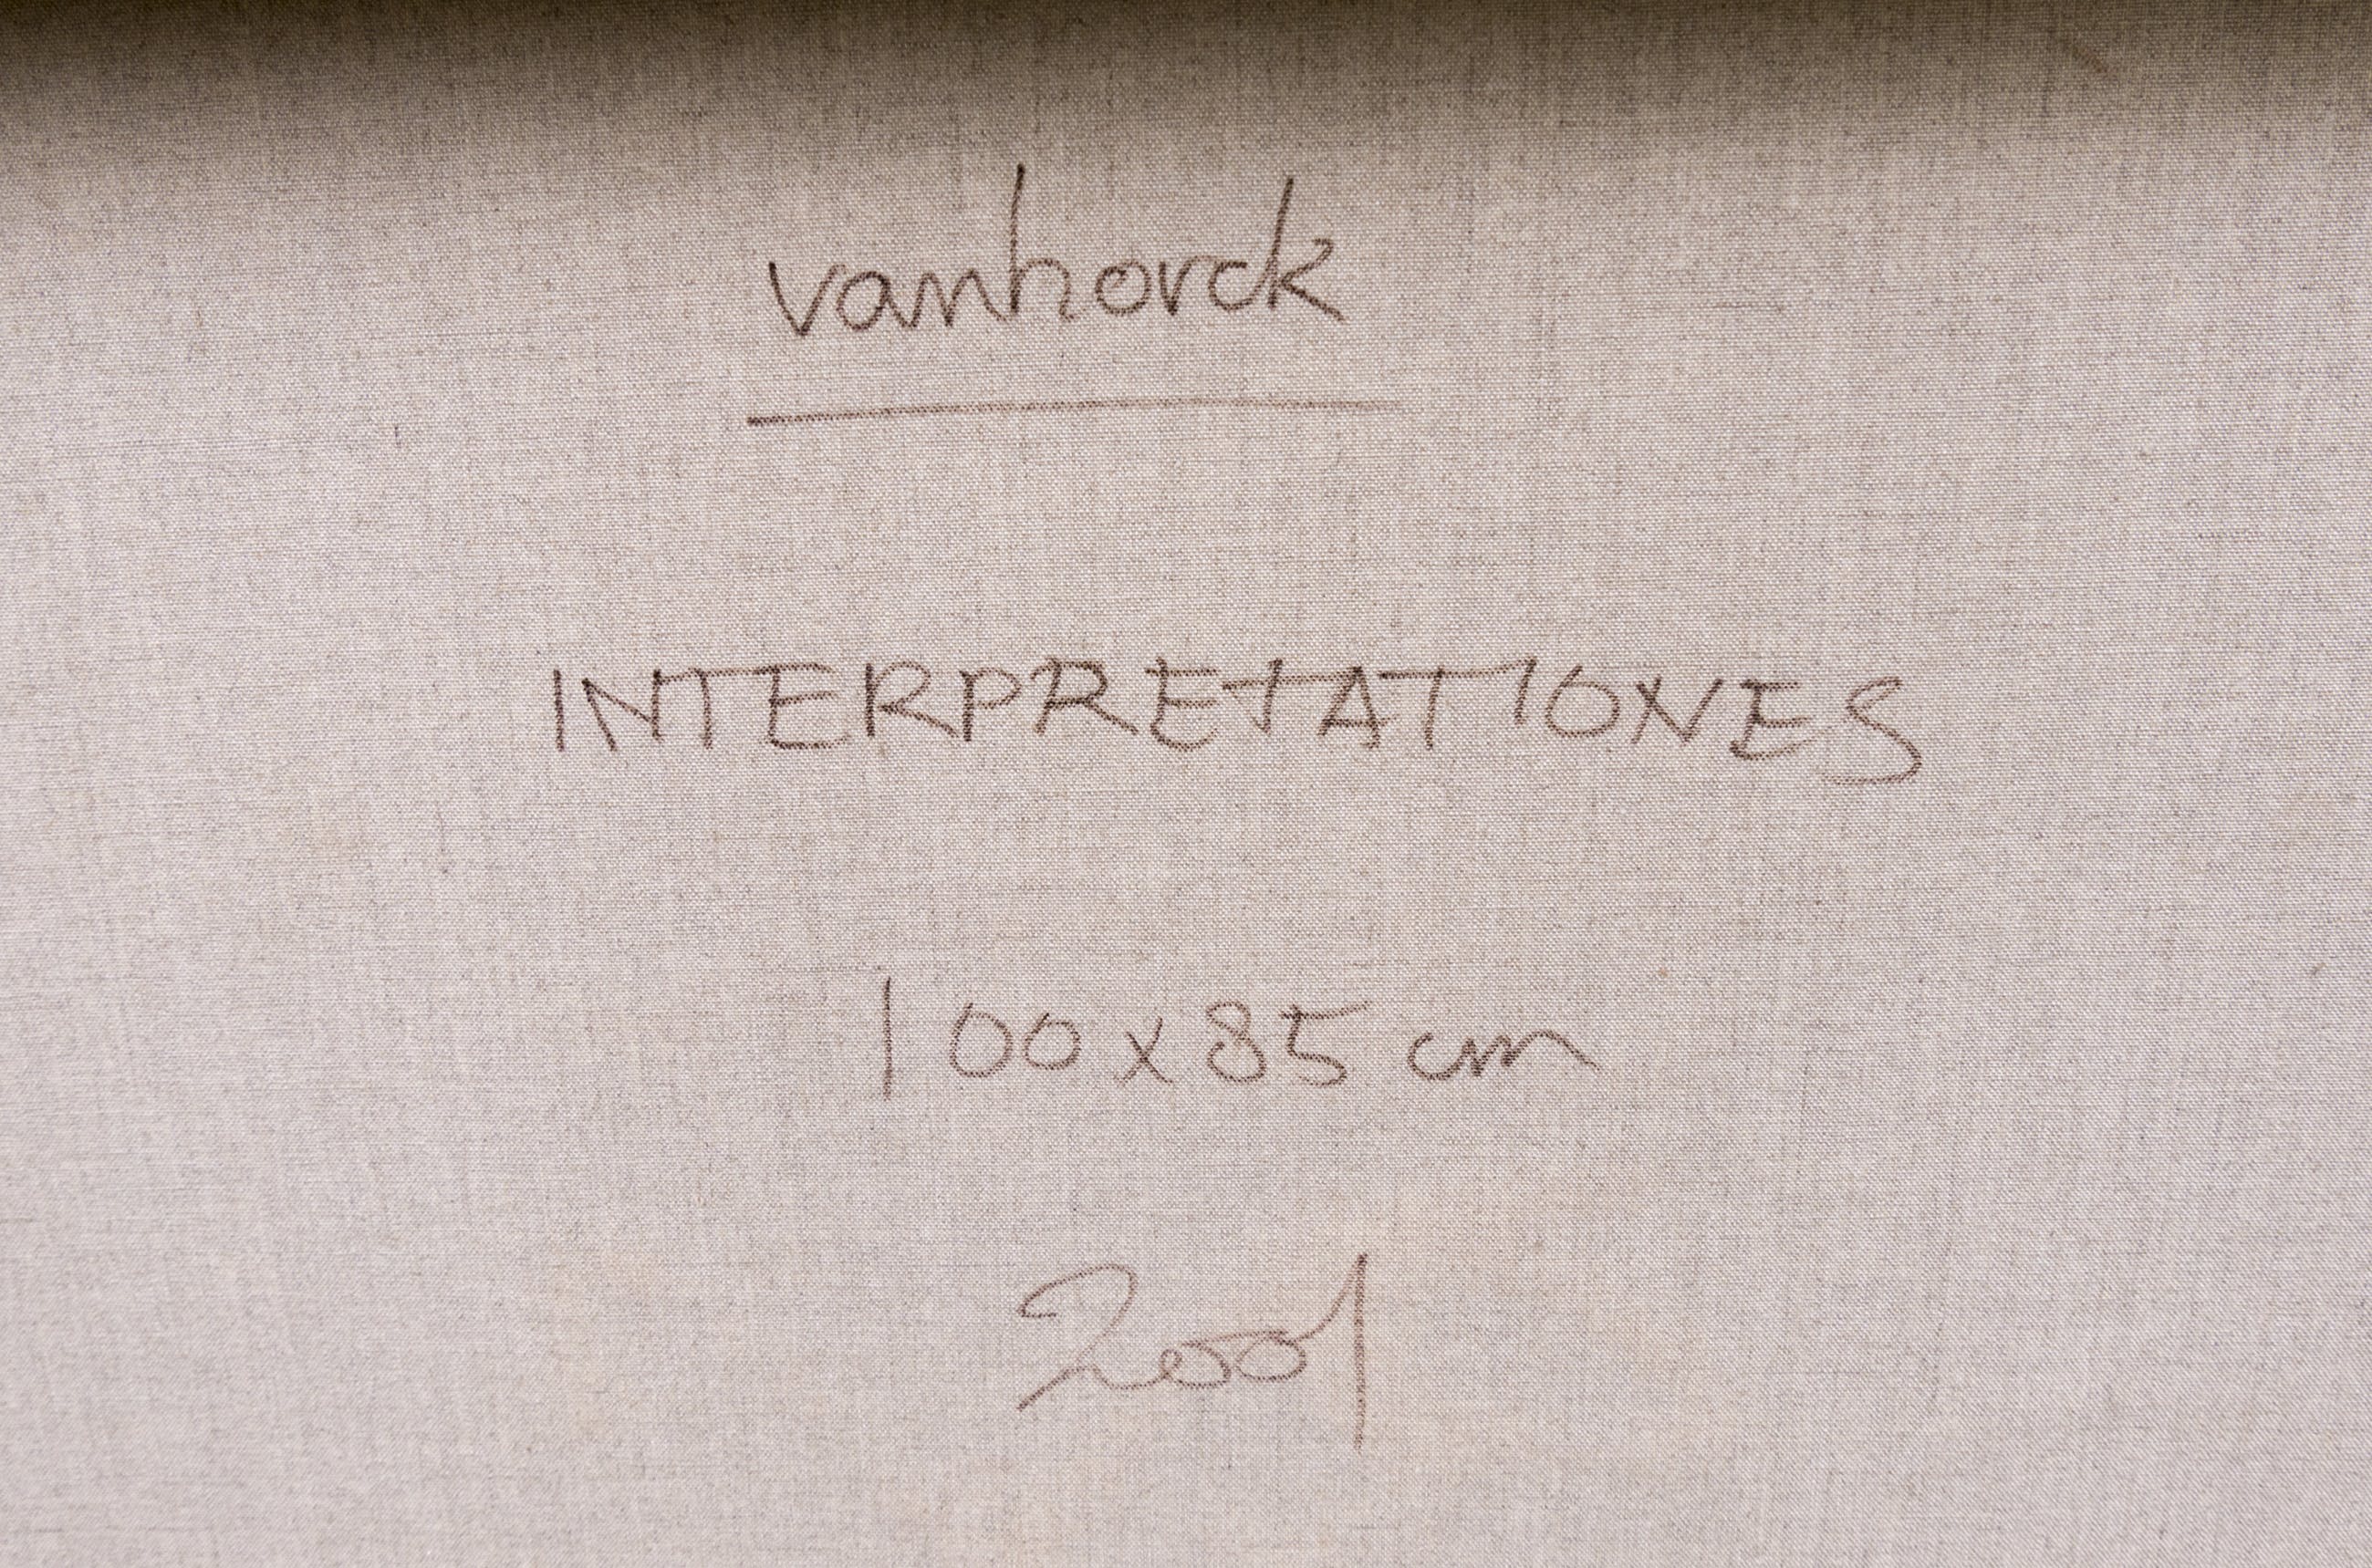 vanhorck
INTERPRETATIONES
100 x 85 cm
2001